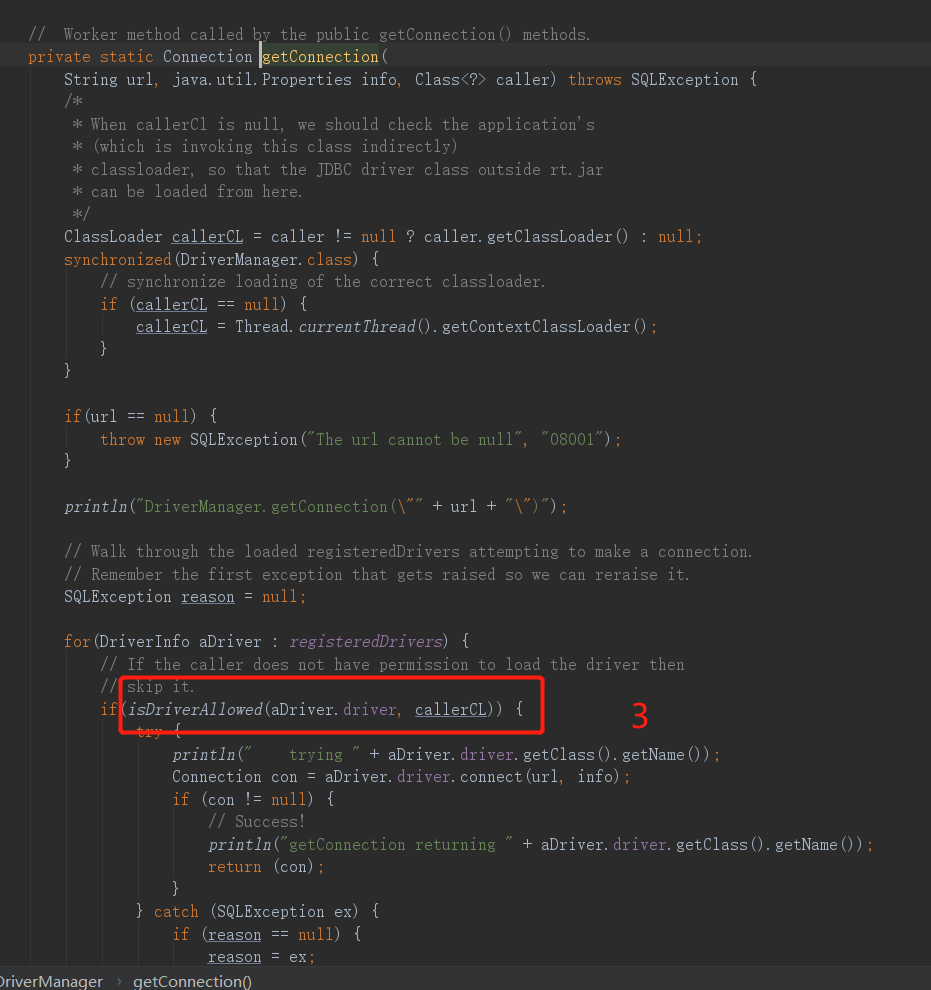 //  Worker method called by the public getConnection() methods.
private static Connection getConnection(
    String url, java.util.Properties info, Class<?> caller) throws SQLException {
    /*
     * When callerCl is null, we should check the application's
     * (which is invoking this class indirectly)
     * classloader, so that the JDBC driver class outside rt.jar
     * can be loaded from here.
     */
    ClassLoader callerCL = caller != null ? caller.getClassLoader() : null;
    synchronized(DriverManager.class) {
        // synchronize loading of the correct classloader.
        if (callerCL == null) {
            callerCL = Thread.currentThread().getContextClassLoader();
        }
    }

    if(url == null) {
        throw new SQLException("The url cannot be null", "08001");
    }

    println("DriverManager.getConnection(\"" + url + "\")");

    // Walk through the loaded registeredDrivers attempting to make a connection.
    // Remember the first exception that gets raised so we can reraise it.
    SQLException reason = null;

    for(DriverInfo aDriver : registeredDrivers) {
        // If the caller does not have permission to load the driver then
        // skip it.
        if(isDriverAllowed(aDriver.driver, callerCL)) {
3
            try {
                println("    trying " + aDriver.driver.getClass().getName());
                Connection con = aDriver.driver.connect(url, info);
                if (con != null) {
                    // Success!
                    println("getConnection returning " + aDriver.driver.getClass().getName());
                    return (con);
                }
            } catch (SQLException ex) {
                if (reason == null) {
                    reason = ex;
DriverManager › getConnection()